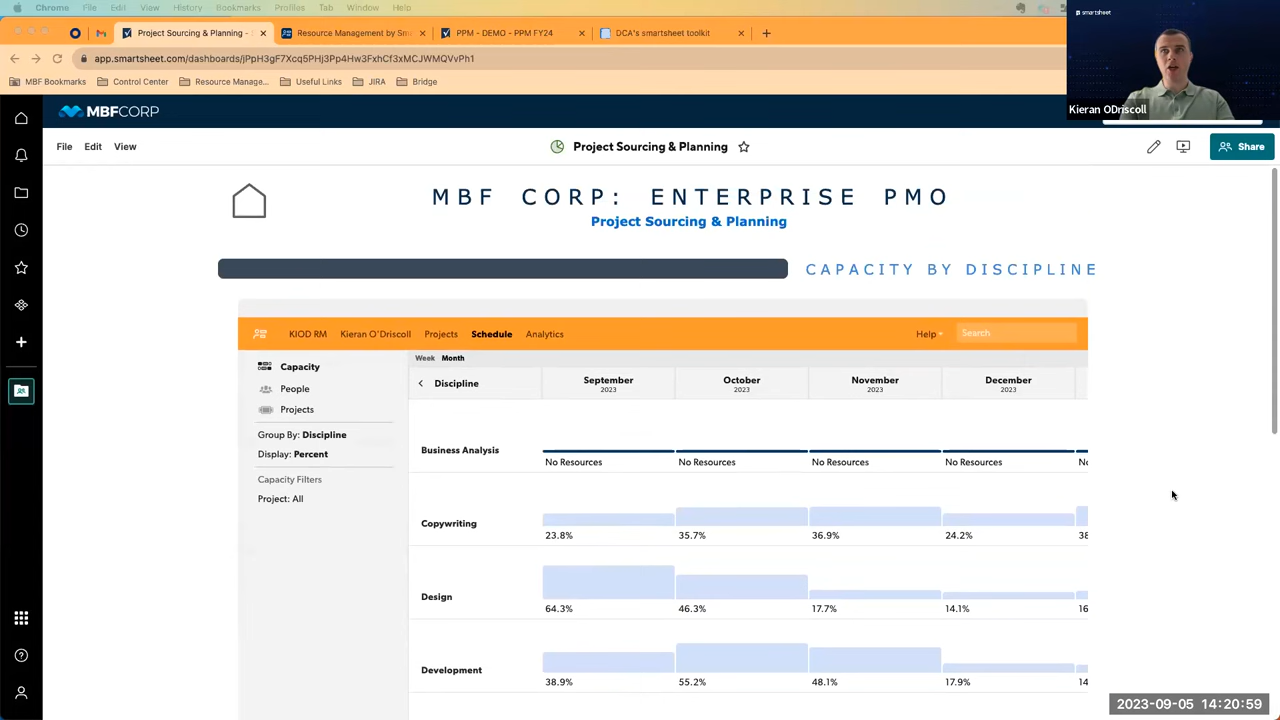 Chrome File Edit View History Bookmarks Profiles Tab Window Help
smartsheet
Project Sourcing & Planning -
Resource Management by Sm
PPM - DEMO - PPM FY24
DCA's smartsheet toolkit
app.smartsheet.com/dashboards/jPpH3gF7Xcq5PHJ3Pp4Hw3FxhCf3xMCJWMQVvPh1
MBF Bookmarks Control Center Resource Manage... Useful Links JIRA Bridge
Kieran ODriscoll
MBFCORP
File Edit View
Project Sourcing & Planning
Share
MBF CORP: ENTERPRISE PMO
Project Sourcing & Planning
CAPACITY BY DISCIPLINE
KIOD RM Kieran O'Driscoll Projects Schedule Analytics Help Search
Capacity
People
Projects
Group By: Discipline
Display: Percent
Capacity Filters
Project: All
Week Month
Discipline
September 2023
October 2023
November 2023
December 2023
Business Analysis
No Resources No Resources No Resources No Resources No
Copywriting
23.8% 35.7% 36.9% 24.2% 38
Design
64.3% 46.3% 17.7% 14.1% 16
Development
38.9% 55.2% 48.1% 17.9% 14
2023-09-05 14:20:59